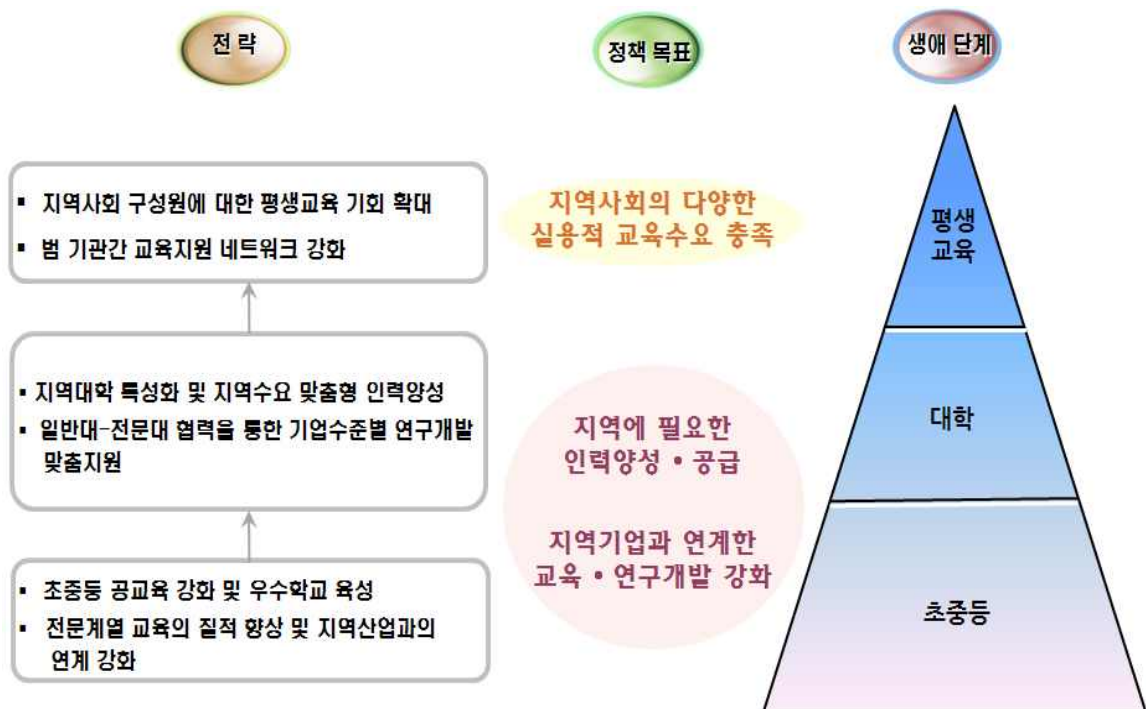 전 략
정책 목표
생애 단계
▪ 지역사회 구성원에 대한 평생교육 기회 확대
▪ 범 기관간 교육지원 네트워크 강화
지역사회의 다양한
실용적 교육수요 충족
평생
교육
▪ 지역대학 특성화 및 지역수요 맞춤형 인력양성
▪ 일반대-전문대 협력을 통한 기업수준별 연구개발
맞춤지원
지역에 필요한
인력양성 • 공급
대학
지역기업과 연계한
교육 • 연구개발 강화
▪ 초중등 공교육 강화 및 우수학교 육성
▪ 전문계열 교육의 질적 향상 및 지역산업과의
연계 강화
초중등